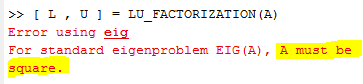 >> [ L , U ] = LU_FACTORIZATION(A)
Error using eig
For standard eigenproblem EIG(A), A must be
square.